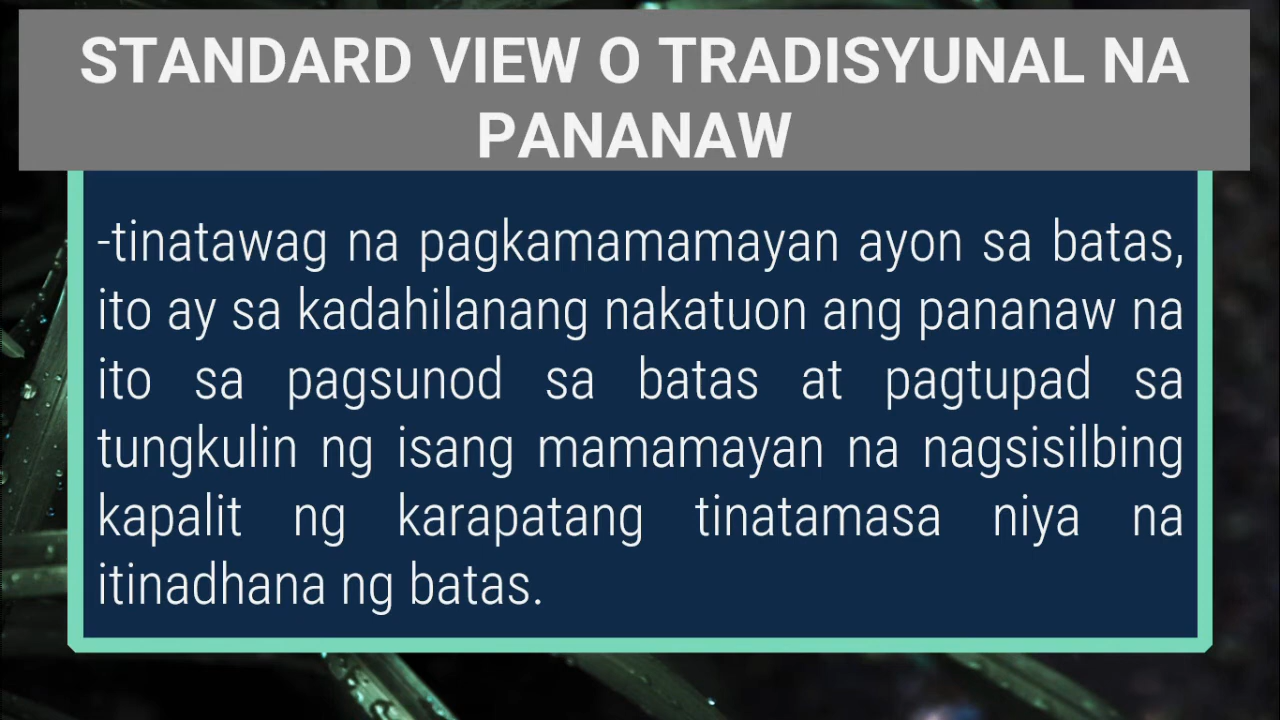 STANDARD VIEW O TRADISYUNAL NA
PANANAW
-tinatawag na pagkamamamayan ayon sa batas,
ito ay sa kadahilanang nakatuon ang pananaw na
ito sa pagsunod sa batas at pagtupad sa
tungkulin ng isang mamamayan na nagsisilbing
kapalit ng karapatang tinatamasa niya na
itinadhana ng batas.